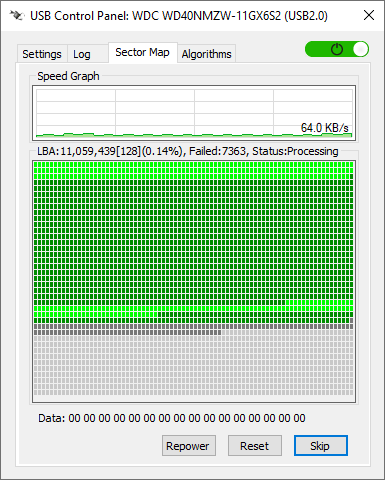 USB Control Panel: WDC WD40NMZW-11GX6S2 (USB2.0)
Settings Log Sector Map Algorithms
Speed Graph
64.0 KB/s
LBA:11,059,439[128](0.14%), Failed:7363, Status:Processing
Data: 00 00 00 00 00 00 00 00 00 00 00 00 00 00 00 00
Repower Reset Skip